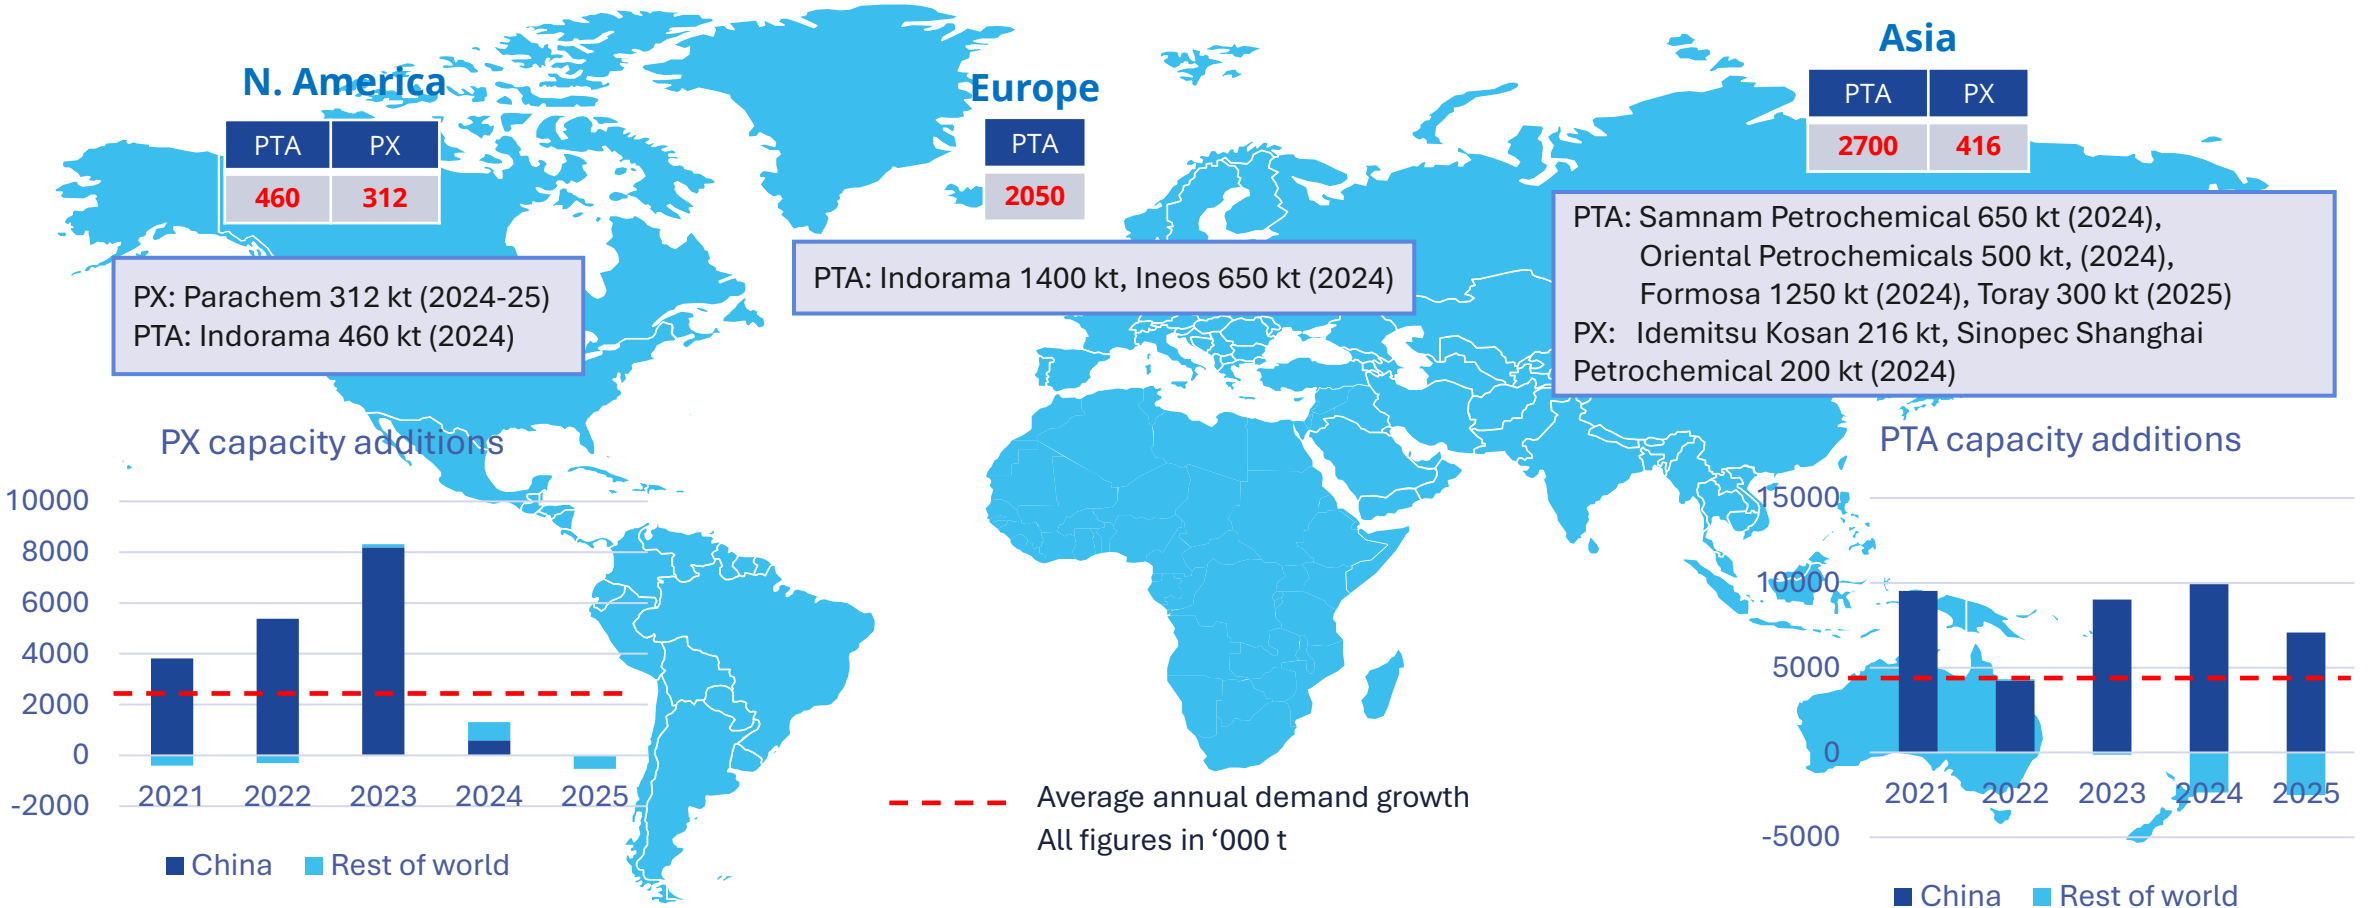 N. America
PTA PX
460 312
PX: Parachem 312 kt (2024-25)
PTA: Indorama 460 kt (2024)
Europe
PTA
2050
PTA: Indorama 1400 kt, Ineos 650 kt (2024)
Asia
PTA PX
2700 416
PTA: Samnam Petrochemical 650 kt (2024),
Oriental Petrochemicals 500 kt, (2024),
Formosa 1250 kt (2024), Toray 300 kt (2025)
PX: Idemitsu Kosan 216 kt, Sinopec Shanghai
Petrochemical 200 kt (2024)
PX capacity additions
10000
8000
6000
4000
2000
0
-2000
2021 2022 2023 2024 2025
China Rest of world
Average annual demand growth
All figures in ‘000 t
PTA capacity additions
15000
10000
5000
0
-5000
2021 2022 2023 2024 2025
China Rest of world